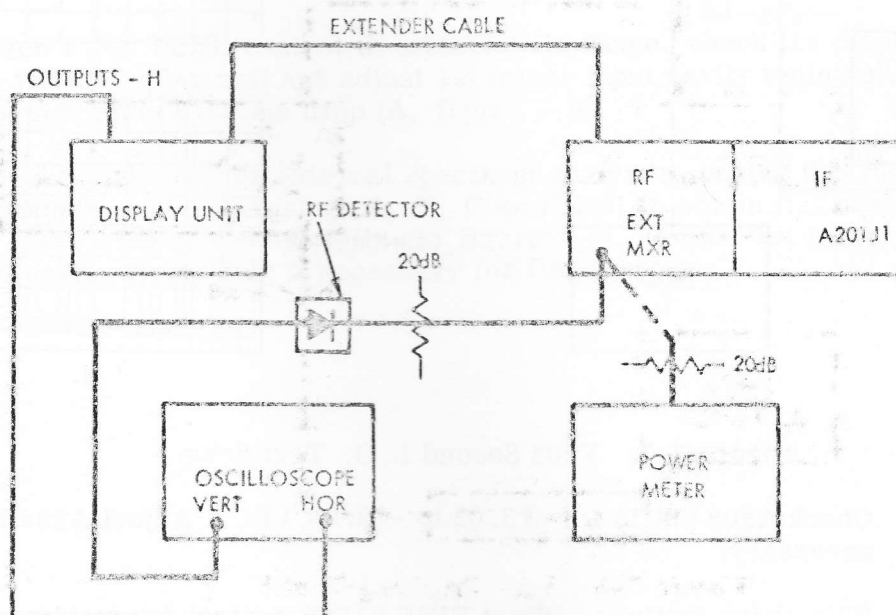 EXTENDER CABLE
OUTPUTS - H
DISPLAY UNIT
RF DETECTOR
20dB
RF
EXT
MXR
IF
A201J1
20dB
OSCILLOSCOPE
VERT HOR
POWER
METER